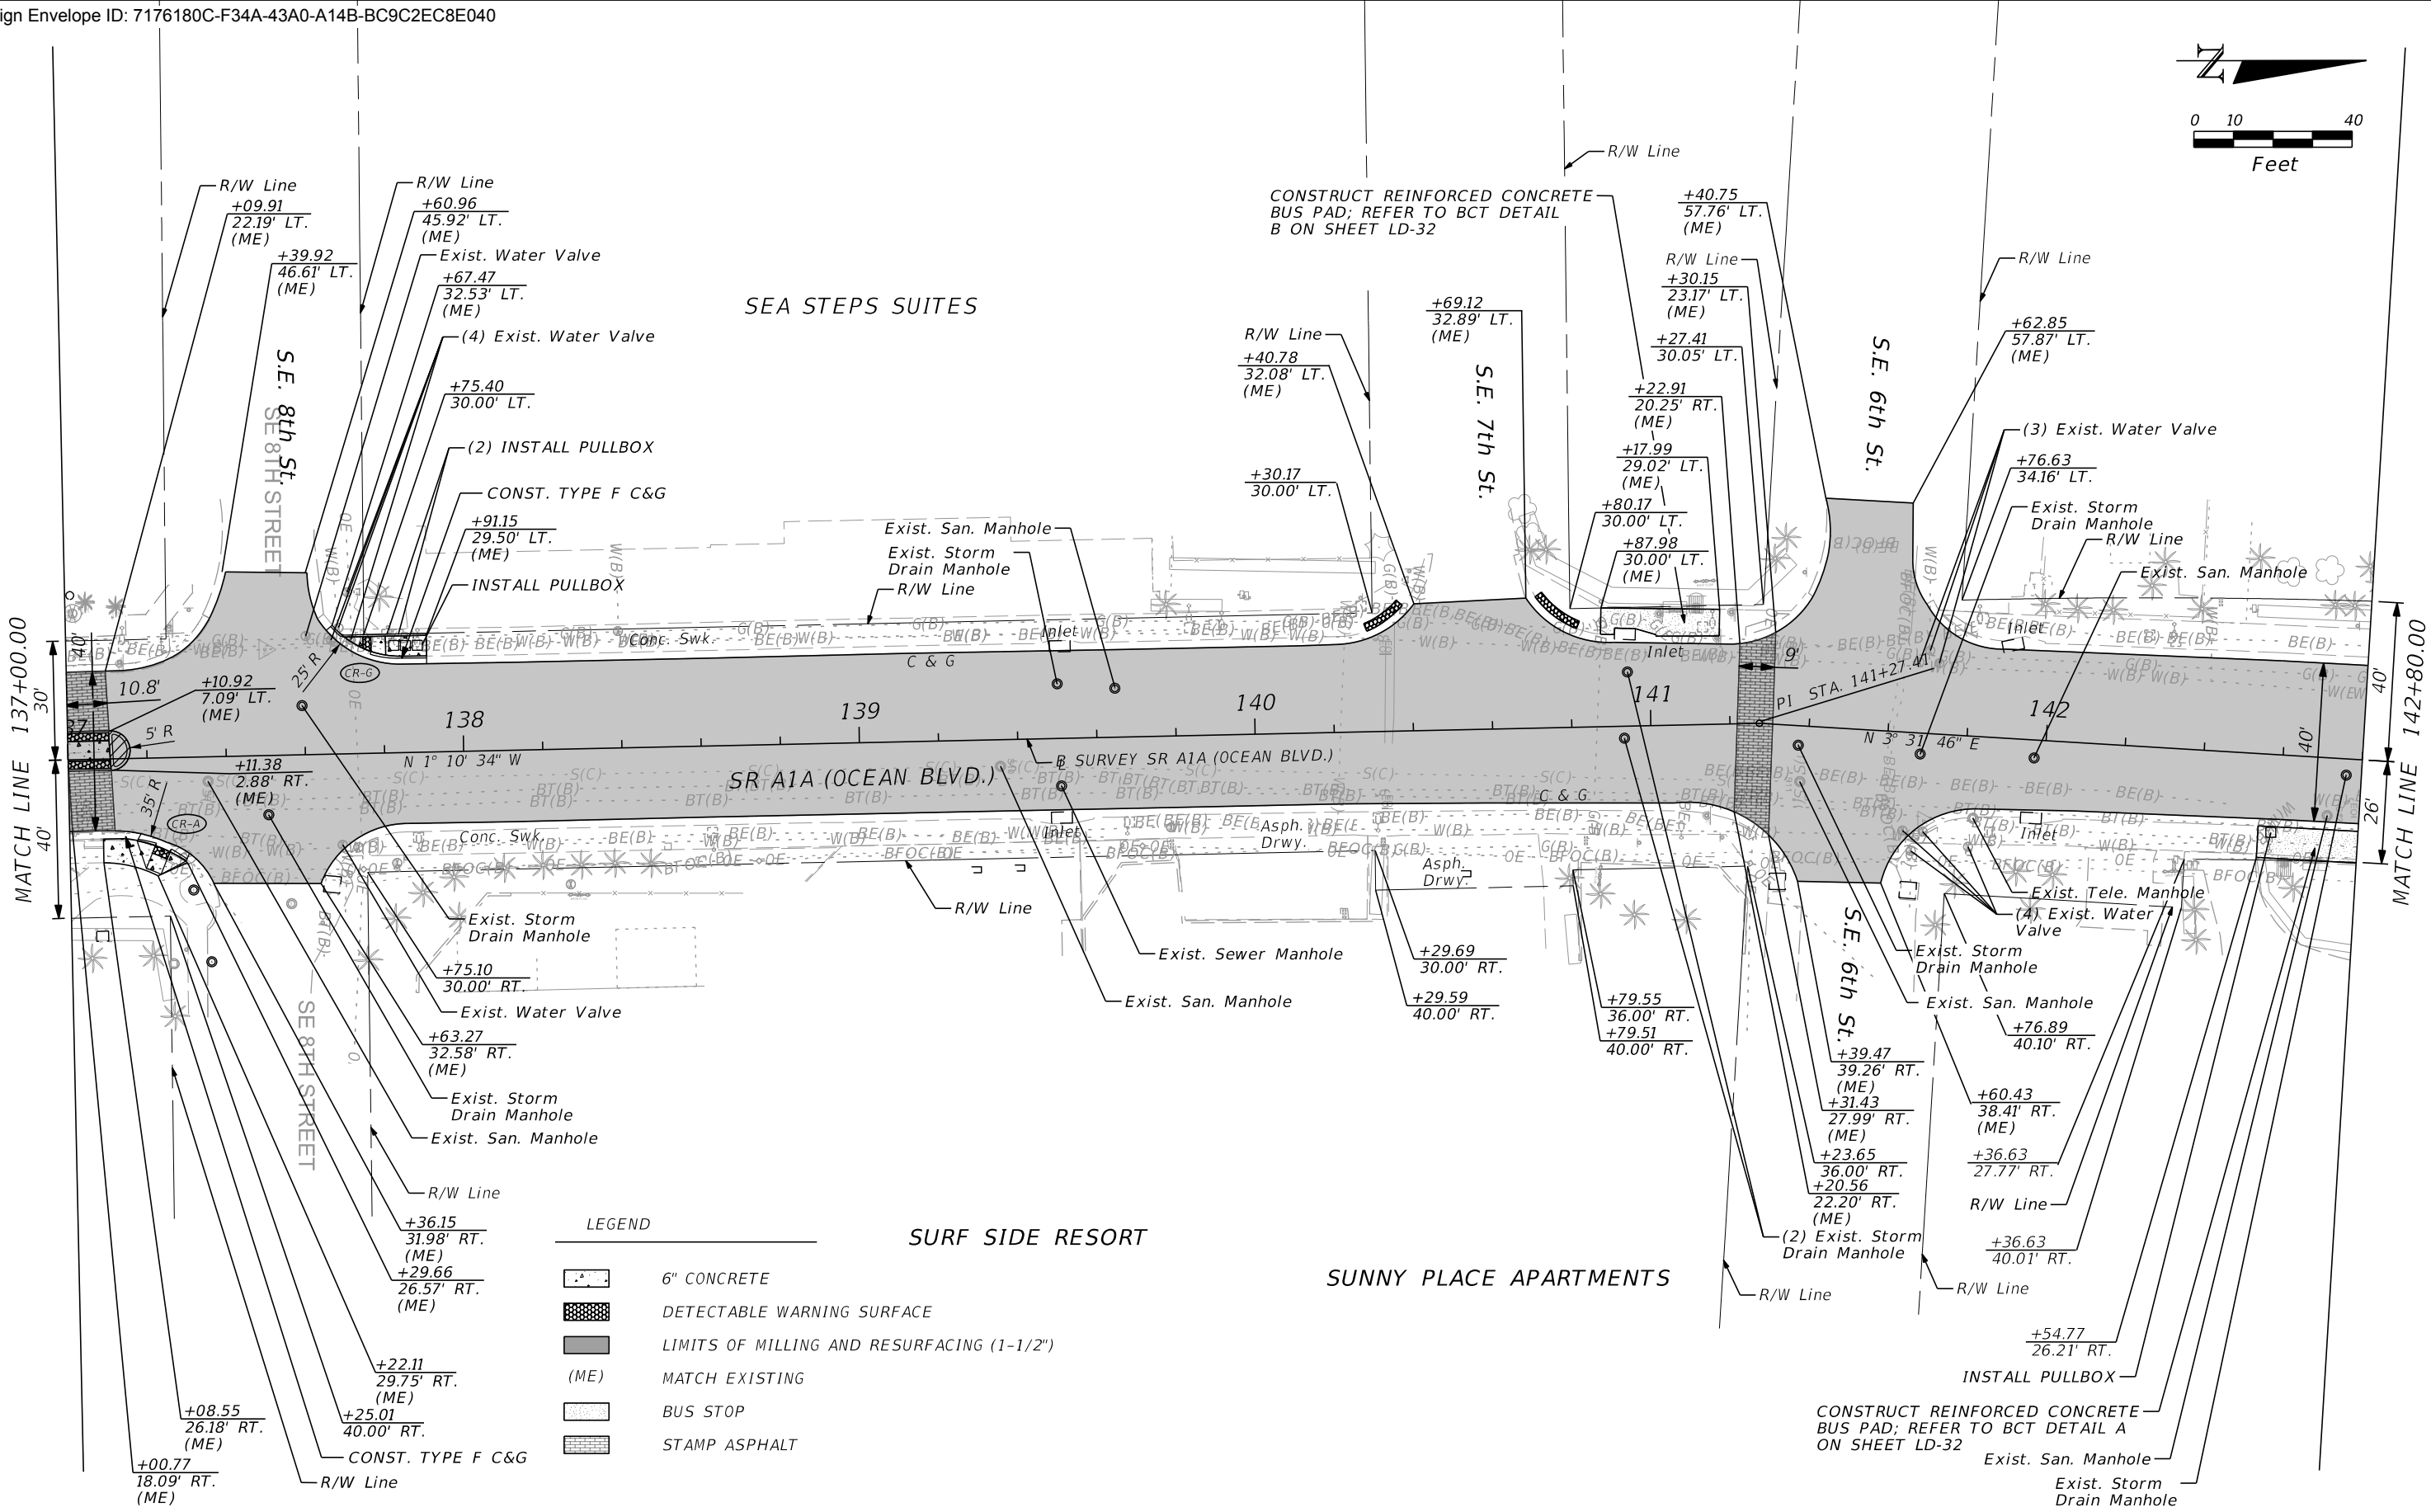 ign Envelope ID: 7176180C-F34A-43A0-A14B-BC9C2EC8E040
N
0 10 40
Feet
R/W Line
+09.91
22.19' LT.
(ME)
+39.92
46.61' LT.
(ME)
R/W Line
+60.96
45.92' LT.
(ME)
Exist. Water Valve
+67.47
32.53' LT.
(ME)
(4) Exist. Water Valve
+75.40
30.00' LT.
(2) INSTALL PULLBOX
CONST. TYPE F C&G
+91.15
29.50' LT.
(ME)
INSTALL PULLBOX
S.E. 8th St.
SE 8TH STREET
SEA STEPS SUITES
Exist. San. Manhole
Exist. Storm
Drain Manhole
R/W Line
R/W Line
+40.78
32.08' LT.
(ME)
+30.17
30.00' LT.
+69.12
32.89' LT.
(ME)
S.E. 7th St.
R/W Line
CONSTRUCT REINFORCED CONCRETE
BUS PAD; REFER TO BCT DETAIL
B ON SHEET LD-32
+40.75
57.76' LT.
(ME)
R/W Line
+30.15
23.17' LT.
(ME)
+27.41
30.05' LT.
+22.91
20.25' RT.
(ME)
+17.99
29.02' LT.
(ME)
+80.17
30.00' LT.
+87.98
30.00' LT.
(ME)
S.E. 6th St.
R/W Line
+62.85
57.87' LT.
(ME)
(3) Exist. Water Valve
+76.63
34.16' LT.
Exist. Storm
Drain Manhole
R/W Line
Exist. San. Manhole
MATCH LINE 137+00.00
30'
40'
40'
10.8'
+10.92
7.09' LT.
(ME)
5' R
25' R
CR-G
35' R
CR-A
+11.38
2.88' RT.
(ME)
Conc. Swk.
Inlet
C & G
138
139
140
141
142
N 1° 10' 34" W
SR A1A (OCEAN BLVD.)
B SURVEY SR A1A (OCEAN BLVD.)
PI STA. 141+27.41
N 3° 31' 46" E
9'
Inlet
Inlet
C & G
Conc. Swk.
Inlet
Asph.
Drwy.
Asph.
Drwy.
Inlet
40'
40'
26'
MATCH LINE 142+80.00
R/W Line
Exist. Storm
Drain Manhole
+75.10
30.00' RT.
Exist. Water Valve
+63.27
32.58' RT.
(ME)
Exist. Storm
Drain Manhole
Exist. San. Manhole
SE 8TH STREET
R/W Line
+36.15
31.98' RT.
(ME)
+29.66
26.57' RT.
(ME)
+22.11
29.75' RT.
(ME)
+25.01
40.00' RT.
CONST. TYPE F C&G
R/W Line
+08.55
26.18' RT.
(ME)
+00.77
18.09' RT.
(ME)
Exist. Sewer Manhole
Exist. San. Manhole
+29.69
30.00' RT.
+29.59
40.00' RT.
+79.55
36.00' RT.
+79.51
40.00' RT.
S.E. 6th St.
Exist. Tele. Manhole
(4) Exist. Water
Valve
Exist. Storm
Drain Manhole
Exist. San. Manhole
+76.89
40.10' RT.
+39.47
39.26' RT.
(ME)
+31.43
27.99' RT.
(ME)
+23.65
36.00' RT.
+20.56
22.20' RT.
(ME)
(2) Exist. Storm
Drain Manhole
R/W Line
+60.43
38.41' RT.
(ME)
+36.63
27.77' RT.
R/W Line
+36.63
40.01' RT.
R/W Line
+54.77
26.21' RT.
INSTALL PULLBOX
CONSTRUCT REINFORCED CONCRETE
BUS PAD; REFER TO BCT DETAIL A
ON SHEET LD-32
Exist. San. Manhole
Exist. Storm
Drain Manhole
SURF SIDE RESORT
SUNNY PLACE APARTMENTS
LEGEND
6" CONCRETE
DETECTABLE WARNING SURFACE
LIMITS OF MILLING AND RESURFACING (1-1/2")
(ME) MATCH EXISTING
BUS STOP
STAMP ASPHALT